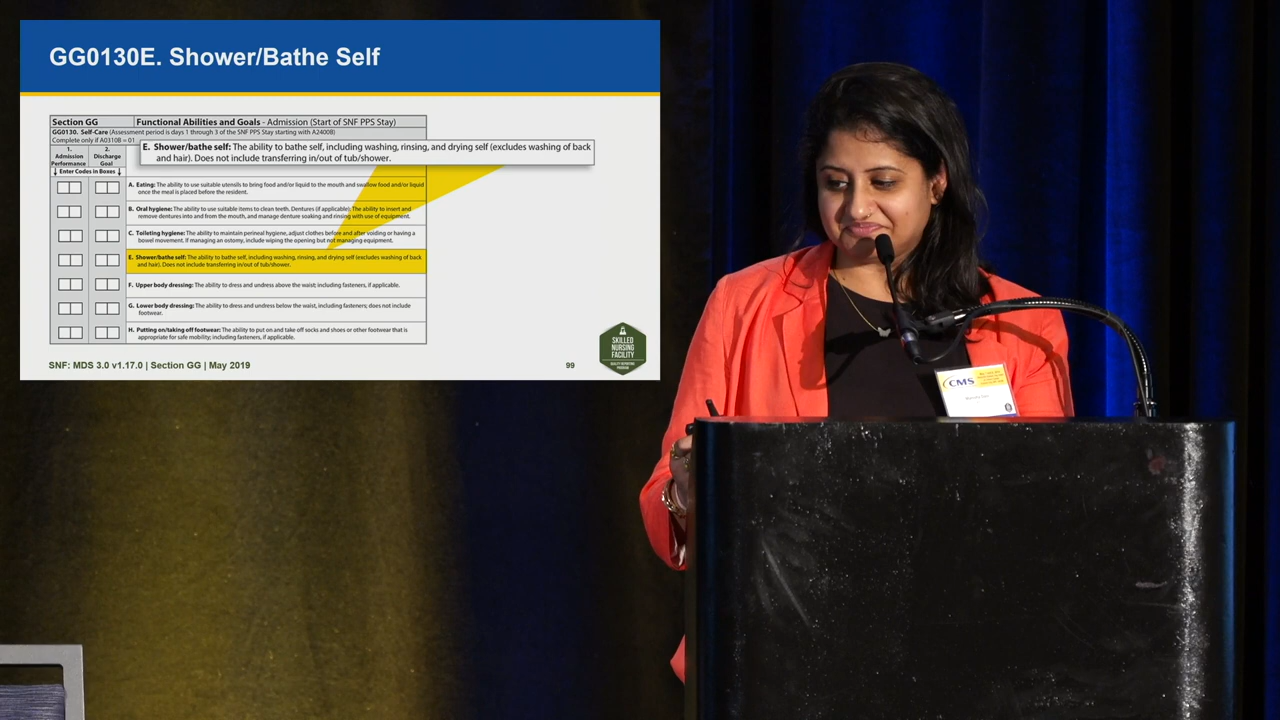 GG0130E. Shower/Bathe Self
Section GG
Functional Abilities and Goals - Admission (Start of SNF PPS Stay)
GG0130. Self-Care (Assessment period is days 1 through 3 of the SNF PPS Stay starting with A2400B)
Complete only if A0310B = 01
E. Shower/bathe self: The ability to bathe self, including washing, rinsing, and drying self (excludes washing of back
and hair). Does not include transferring in/out of tub/shower.
1.
Admission
Performance
2.
Discharge
Goal
↓ Enter Codes in Boxes ↓
A. Eating: The ability to use suitable utensils to bring food and/or liquid to the mouth and swallow food and/or liquid
once the meal is placed before the resident.
B. Oral hygiene: The ability to use suitable items to clean teeth. Dentures (if applicable): The ability to insert and
remove dentures into and from the mouth, and manage denture soaking and rinsing with use of equipment.
C. Toileting hygiene: The ability to maintain perineal hygiene, adjust clothes before and after voiding or having a
bowel movement. If managing an ostomy, include wiping the opening but not managing equipment.
E. Shower/bathe self: The ability to bathe self, including washing, rinsing, and drying self (excludes washing of back
and hair). Does not include transferring in/out of tub/shower.
F. Upper body dressing: The ability to dress and undress above the waist; including fasteners, if applicable.
G. Lower body dressing: The ability to dress and undress below the waist, including fasteners; does not include
footwear.
H. Putting on/taking off footwear: The ability to put on and take off socks and shoes or other footwear that is
appropriate for safe mobility; including fasteners, if applicable.
SKILLED
NURSING
FACILITY
QUALITY REPORTING
PROGRAM
SNF: MDS 3.0 v1.17.0 | Section GG | May 2019
99
CMS